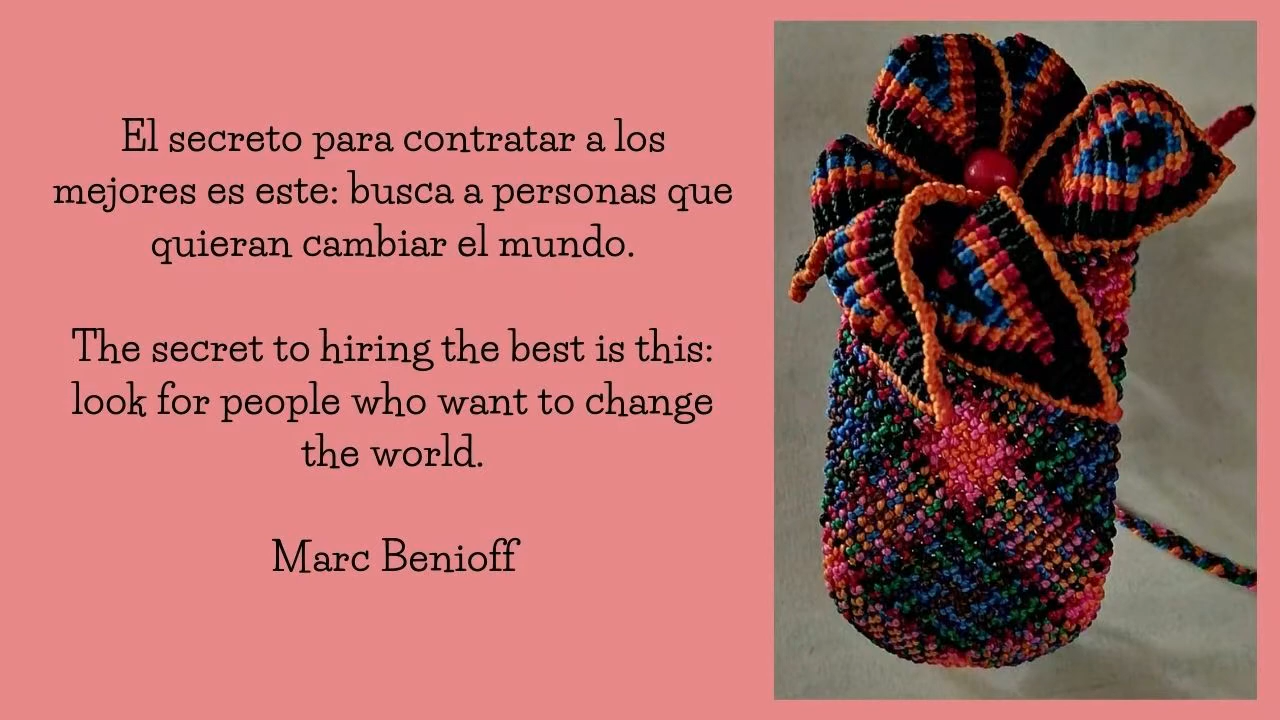 El secreto para contratar a los
mejores es este: busca a personas que
quieran cambiar el mundo.
The secret to hiring the best is this:
look for people who want to change
the world.
Marc Benioff